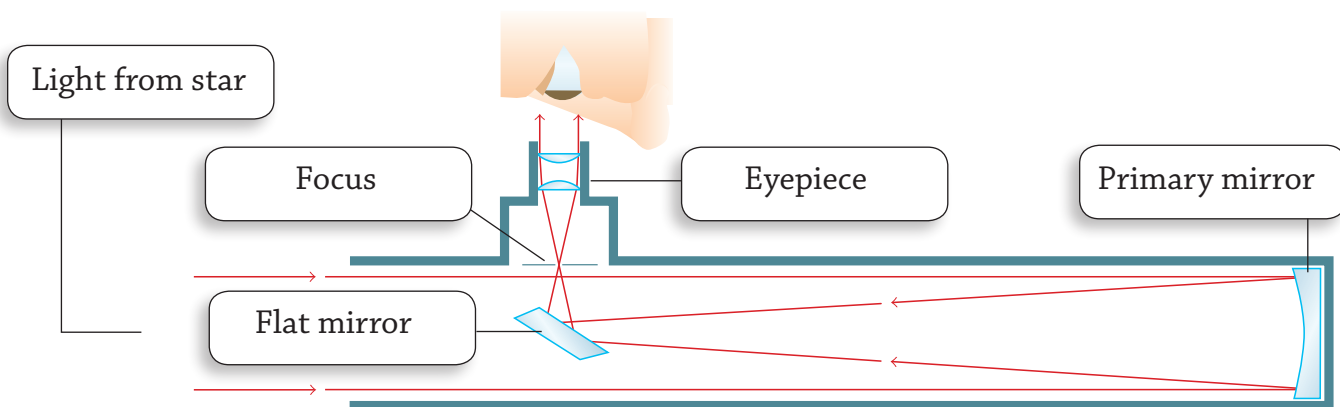 Light from star
Focus
Eyepiece
Primary mirror
Flat mirror